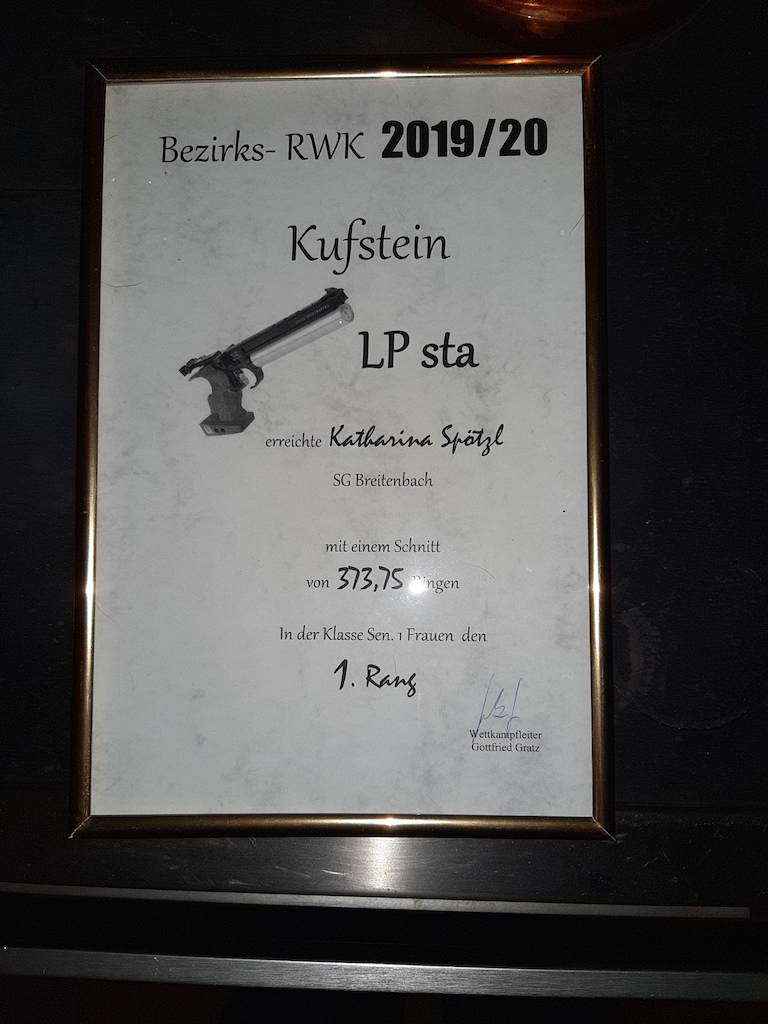 Bezirks- RWK 2019/20
Kufstein
LP sta
erreichte Katharina Spötzl
SG Breitenbach
mit einem Schnitt
von 373,75 Ringen
In der Klasse Sen. 1 Frauen den
1. Rang
Wettkampfleiter
Gottfried Gratz